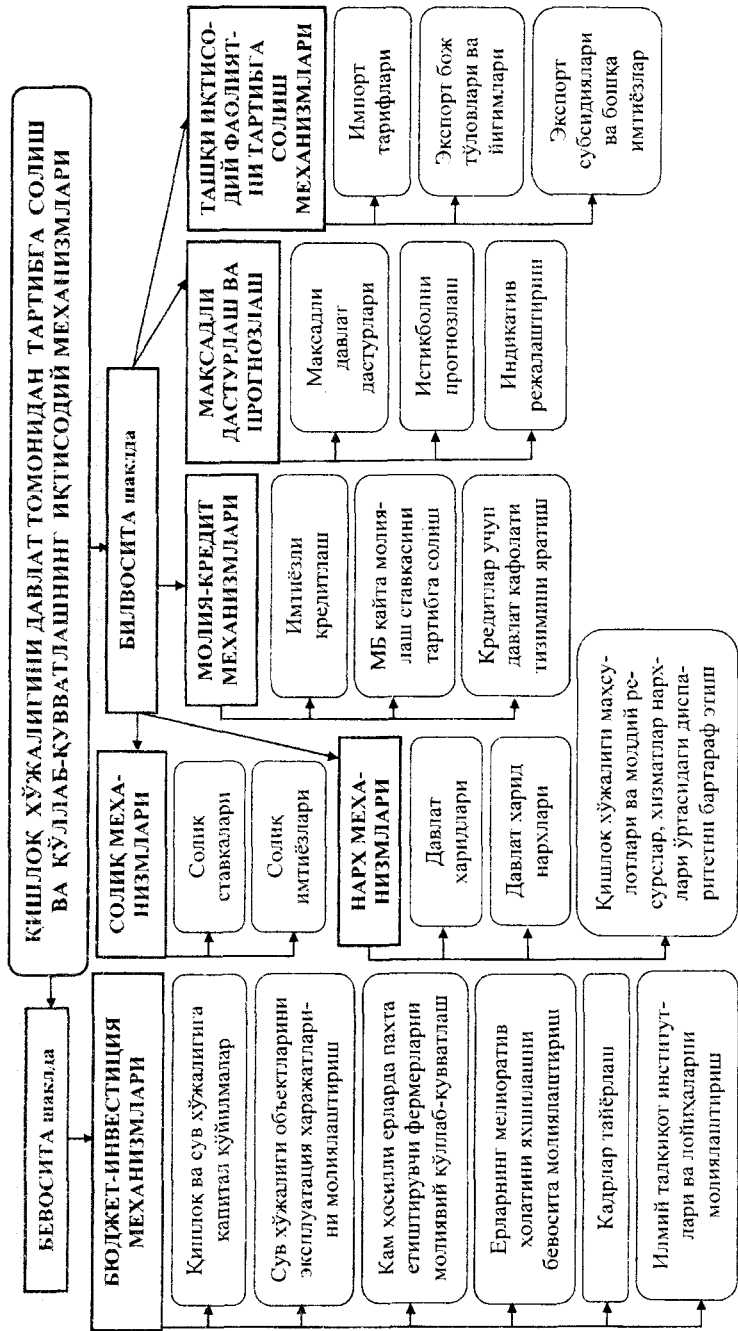 ҚИШЛОҚ ХЎЖАЛИГИНИ ДАВЛАТ ТОМОНИДАН ТАРТИБГА СОЛИШ
ВА ҚЎЛЛАБ-ҚУВВАТЛАШНИНГ ИҚТИСОДИЙ МЕХАНИЗМЛАРИ
БЕВОСИТА шаклда
БЮДЖЕТ-ИНВЕСТИЦИЯ
МЕХАНИЗМЛАРИ
Қишлоқ ва сув хўжалигига
капитал қўйилмалар
Сув хўжалиги объектларини
эксплуатация харажатлари-
ни молиялаштириш
Кам ҳосилли ерларда пахта
етиштирувчи фермерларни
молиявий қўллаб-қувватлаш
Ерларнинг мелиоратив
ҳолатини яхшилашни
бевосита молиялаштириш
Кадрлар тайёрлаш
Илмий тадқиқот институт-
лари ва лойиҳаларни
молиялаштириш
БИЛВОСИТА шаклда
СОЛИҚ МЕХА-
НИЗМЛАРИ
Солиқ
ставкалари
Солиқ
имтиёзлари
НАРХ МЕХА-
НИЗМЛАРИ
Давлат
харидлари
Давлат харид
нархлари
Қишлоқ хўжалиги маҳсу-
лотлари ва моддий ре-
сурслар, хизматлар нарх-
лари ўртасидаги диспа-
ритетни бартараф этиш
МОЛИЯ-КРЕДИТ
МЕХАНИЗМЛАРИ
Имтиёзли
кредитлаш
МБ қайта молия-
лаш ставкасини
тартибга солиш
Кредитлар учун
давлат кафолати
тизимини яратиш
МАҚСАДЛИ
ДАСТУРЛАШ ВА
ПРОГНОЗЛАШ
Мақсадли
давлат
дастурлари
Истиқболни
прогнозлаш
Индикатив
режалаштириш
ТАШҚИ ИҚТИСО-
ДИЙ ФАОЛИЯТ-
НИ ТАРТИБГА
СОЛИШ
МЕХАНИЗМЛАРИ
Импорт
тарифлари
Экспорт бож
тўловлари ва
йиғимлари
Экспорт
субсидиялари
ва бошқа
имтиёзлар